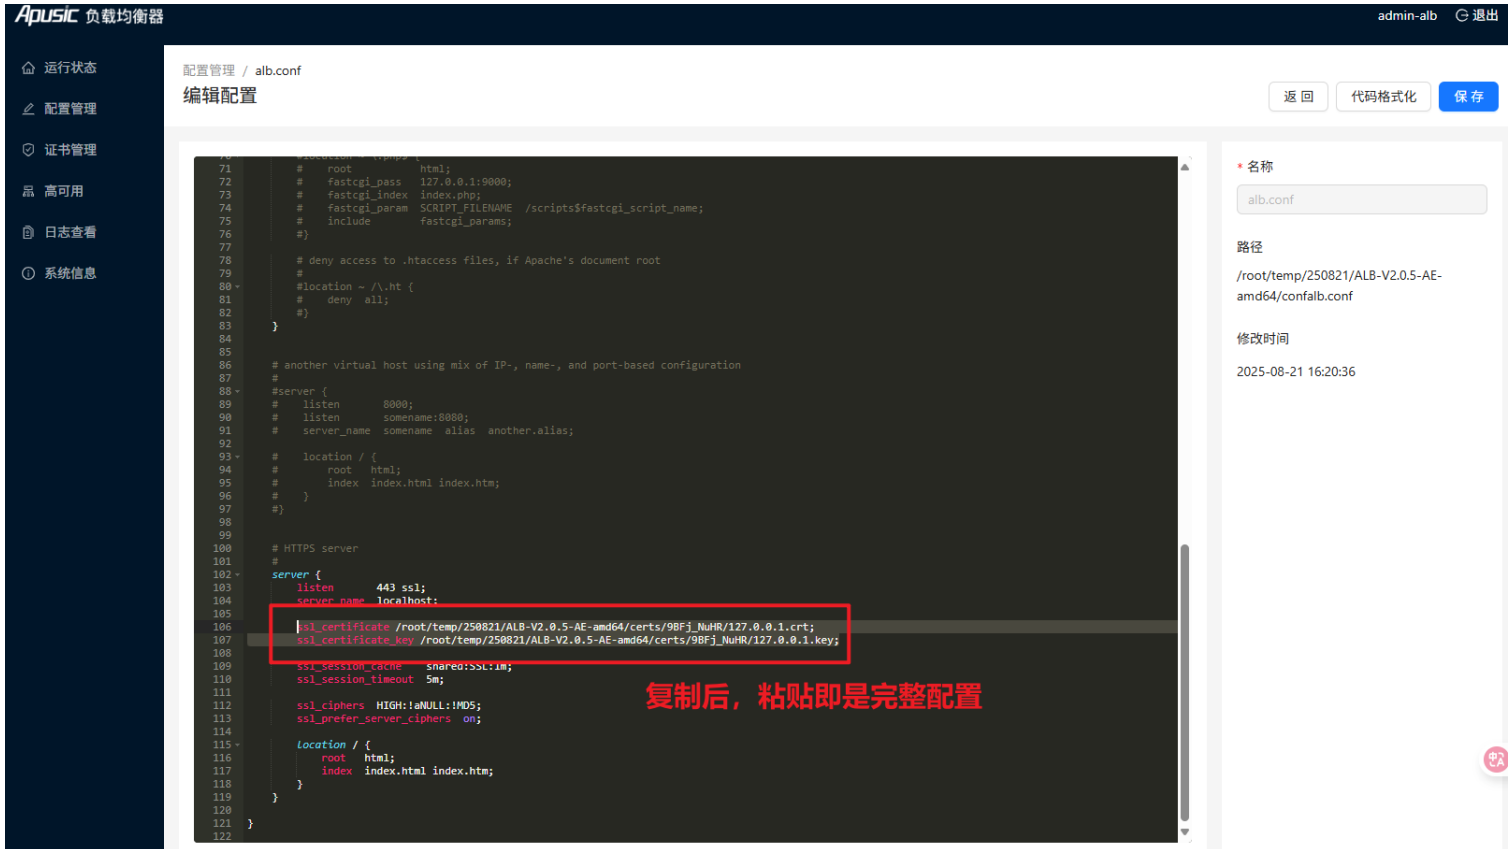 Apusic 负载均衡器
admin-alb 退出
运行状态
配置管理
证书管理
高可用
日志查看
系统信息
配置管理 / alb.conf
编辑配置
返 回 代码格式化 保 存
70 #location ~ \.php$ {
71 # root html;
72 # fastcgi_pass 127.0.0.1:9000;
73 # fastcgi_index index.php;
74 # fastcgi_param SCRIPT_FILENAME /scripts$fastcgi_script_name;
75 # include fastcgi_params;
76 #}
77
78 # deny access to .htaccess files, if Apache's document root
79 #
80 #location ~ /\.ht {
81 # deny all;
82 #}
83 }
84
85
86 # another virtual host using mix of IP-, name-, and port-based configuration
87 #
88 #server {
89 # listen 8000;
90 # listen somename:8080;
91 # server_name somename alias another.alias;
92
93 # location / {
94 # root html;
95 # index index.html index.htm;
96 # }
97 #}
98
99
100 # HTTPS server
101 #
102 server {
103 listen 443 ssl;
104 server_name localhost;
105
106 ssl_certificate /root/temp/250821/ALB-V2.0.5-AE-amd64/certs/9BFj_NuHR/127.0.0.1.crt;
107 ssl_certificate_key /root/temp/250821/ALB-V2.0.5-AE-amd64/certs/9BFj_NuHR/127.0.0.1.key;
108
109 ssl_session_cache shared:SSL:1m;
110 ssl_session_timeout 5m;
111
112 ssl_ciphers HIGH:!aNULL:!MD5;
113 ssl_prefer_server_ciphers on;
114
115 location / {
116 root html;
117 index index.html index.htm;
118 }
119 }
120
121 }
122
复制后，粘贴即是完整配置
* 名称
alb.conf
路径
/root/temp/250821/ALB-V2.0.5-AE-
amd64/confalb.conf
修改时间
2025-08-21 16:20:36